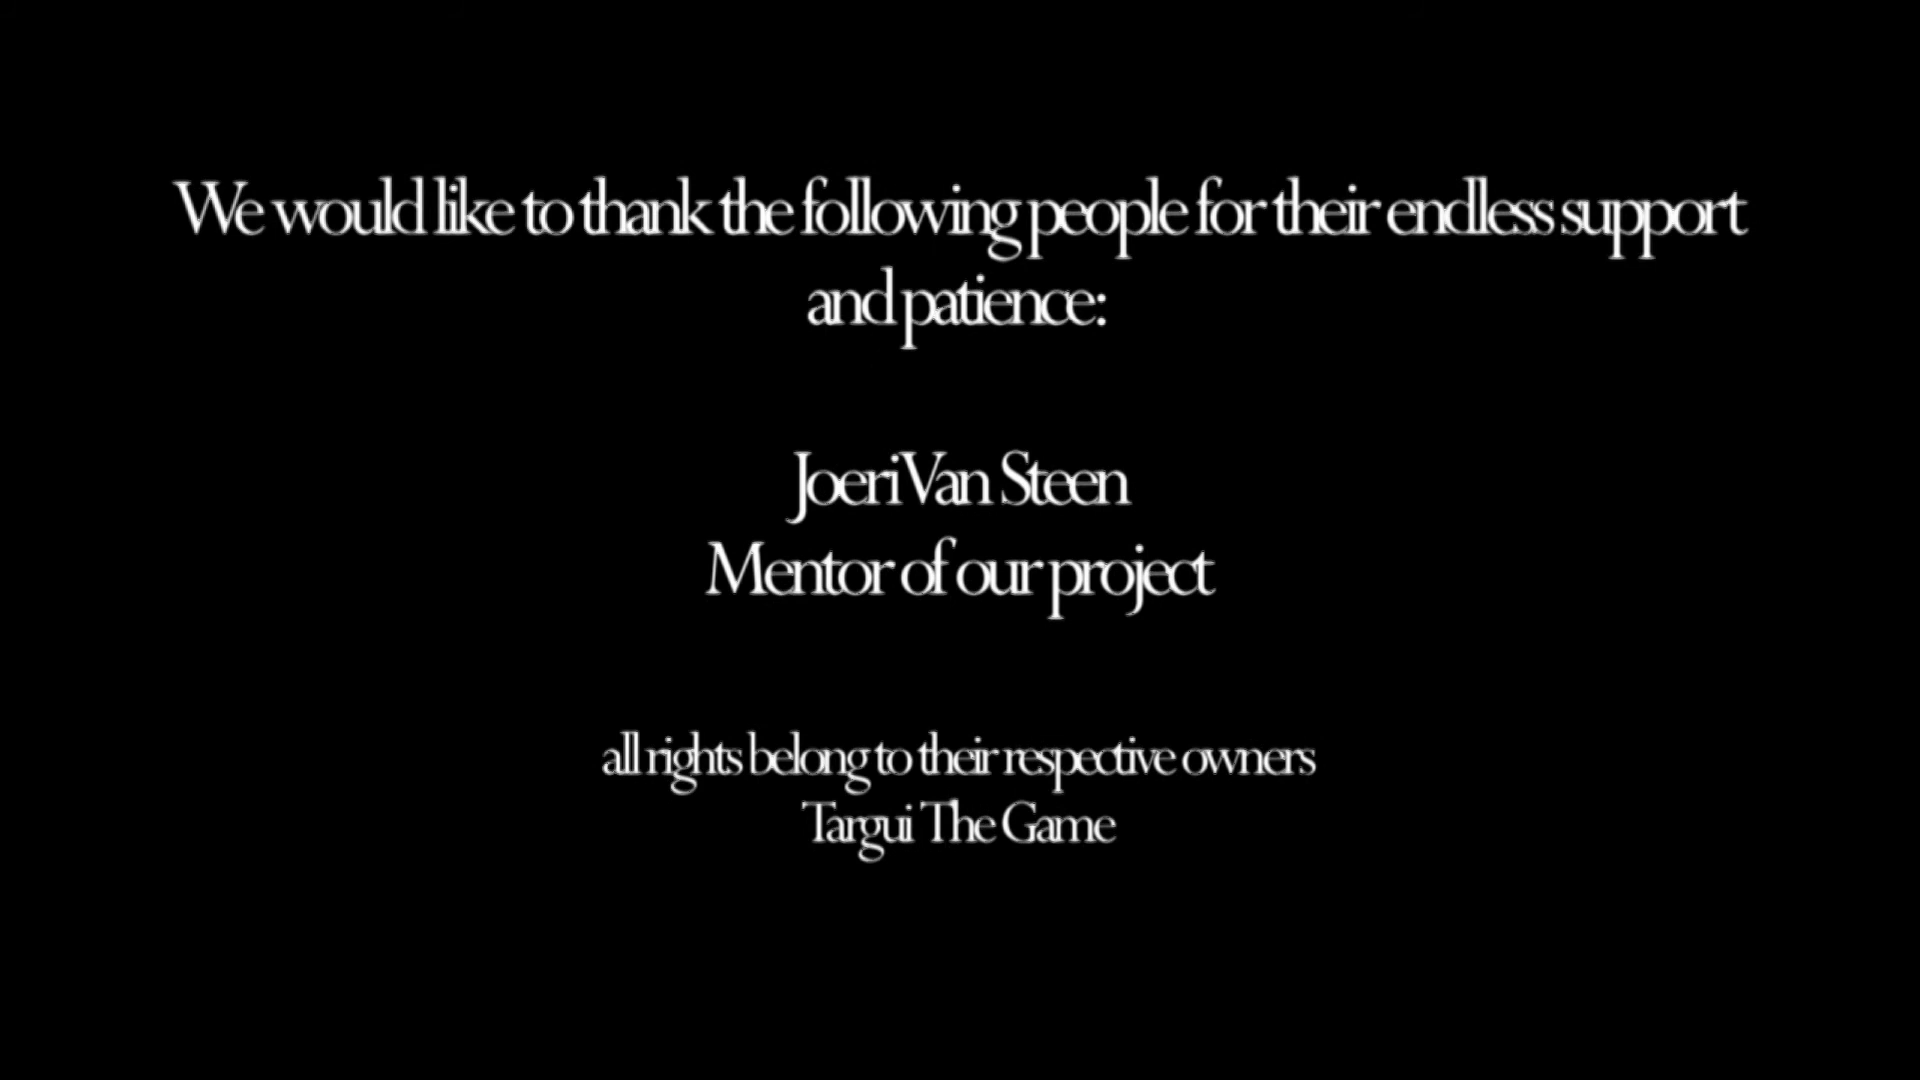 We would like to thank the following people for their endless support
and patience:
Joeri Van Steen
Mentor of our project
all rights belong to their respective owners
Targui The Game